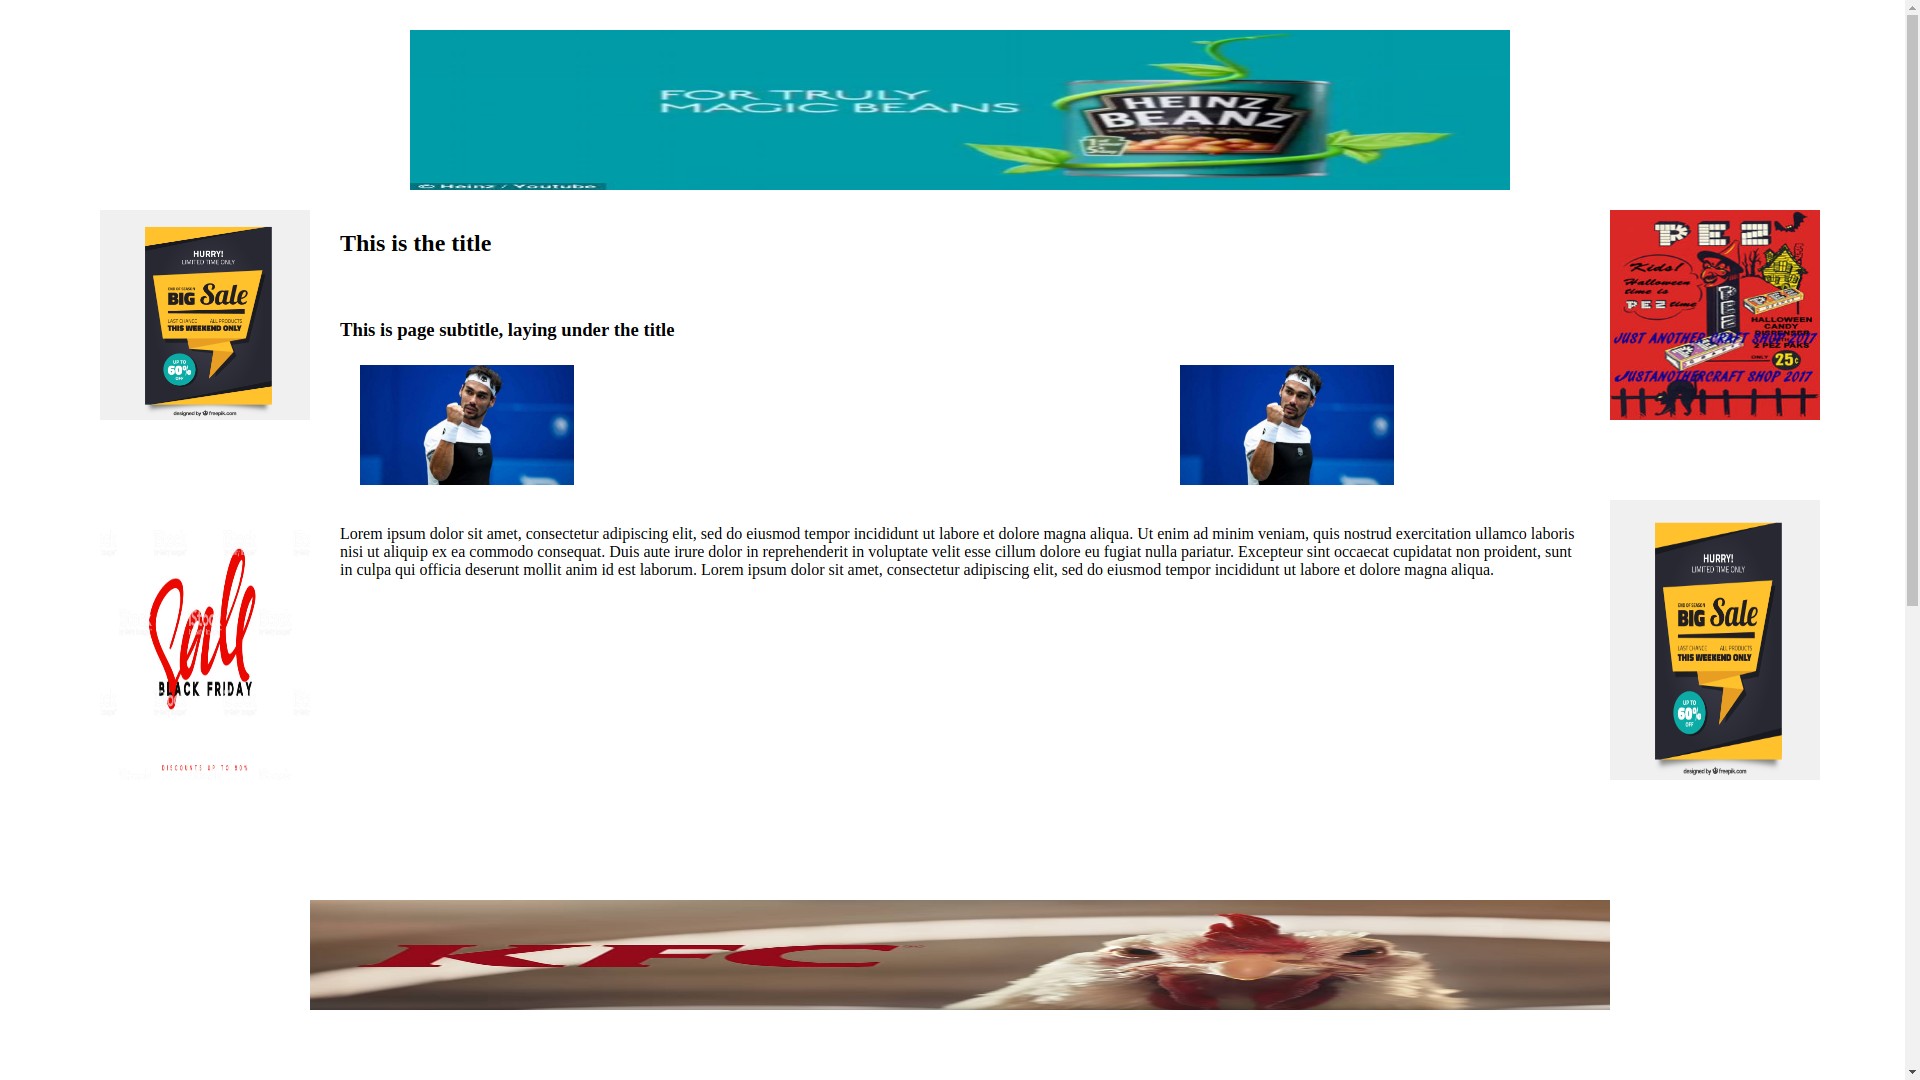 FOR TRULY
MAGIC BEANS
HEINZ
BEANZ
© Heinz / Youtube
HURRY!
LIMITED TIME ONLY
END OF SEASON
BIG Sale
LAST CHANCE ALL PRODUCTS
THIS WEEKEND ONLY
UP TO
60%
OFF
designed by freepik.com
This is the title
This is page subtitle, laying under the title
PEZ
Kids!
Halloween
time is
PEZ time
PEZ
HALLOWEEN
CANDY
DISPENSER
2 PEZ PAKS
ONLY 25¢
JUST ANOTHER CRAFT SHOP 2017
JUSTANOTHERCRAFT SHOP 2017
Lorem ipsum dolor sit amet, consectetur adipiscing elit, sed do eiusmod tempor incididunt ut labore et dolore magna aliqua. Ut enim ad minim veniam, quis nostrud exercitation ullamco laboris
nisi ut aliquip ex ea commodo consequat. Duis aute irure dolor in reprehenderit in voluptate velit esse cillum dolore eu fugiat nulla pariatur. Excepteur sint occaecat cupidatat non proident, sunt
in culpa qui officia deserunt mollit anim id est laborum. Lorem ipsum dolor sit amet, consectetur adipiscing elit, sed do eiusmod tempor incididunt ut labore et dolore magna aliqua.
Sale
BLACK FRIDAY
DISCOUNTS UP TO 80%
HURRY!
LIMITED TIME ONLY
END OF SEASON
BIG Sale
LAST CHANCE ALL PRODUCTS
THIS WEEKEND ONLY
UP TO
60%
OFF
designed by freepik.com
KFC